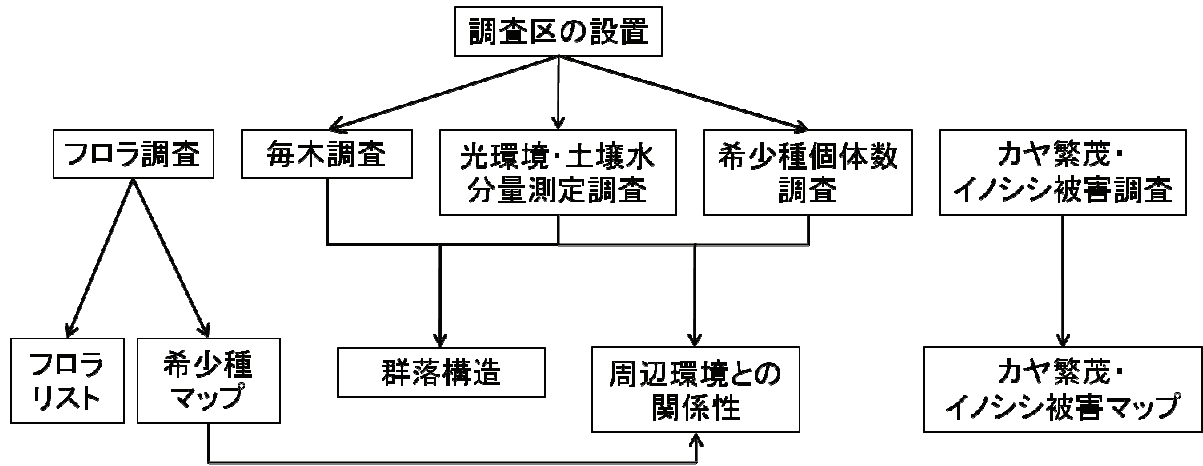 調査区の設置
フロラ調査
毎木調査
光環境・土壌水
分量測定調査
希少種個体数
調査
カヤ繁茂・
イノシシ被害調査
フロラ
リスト
希少種
マップ
群落構造
周辺環境との
関係性
カヤ繁茂・
イノシシ被害マップ